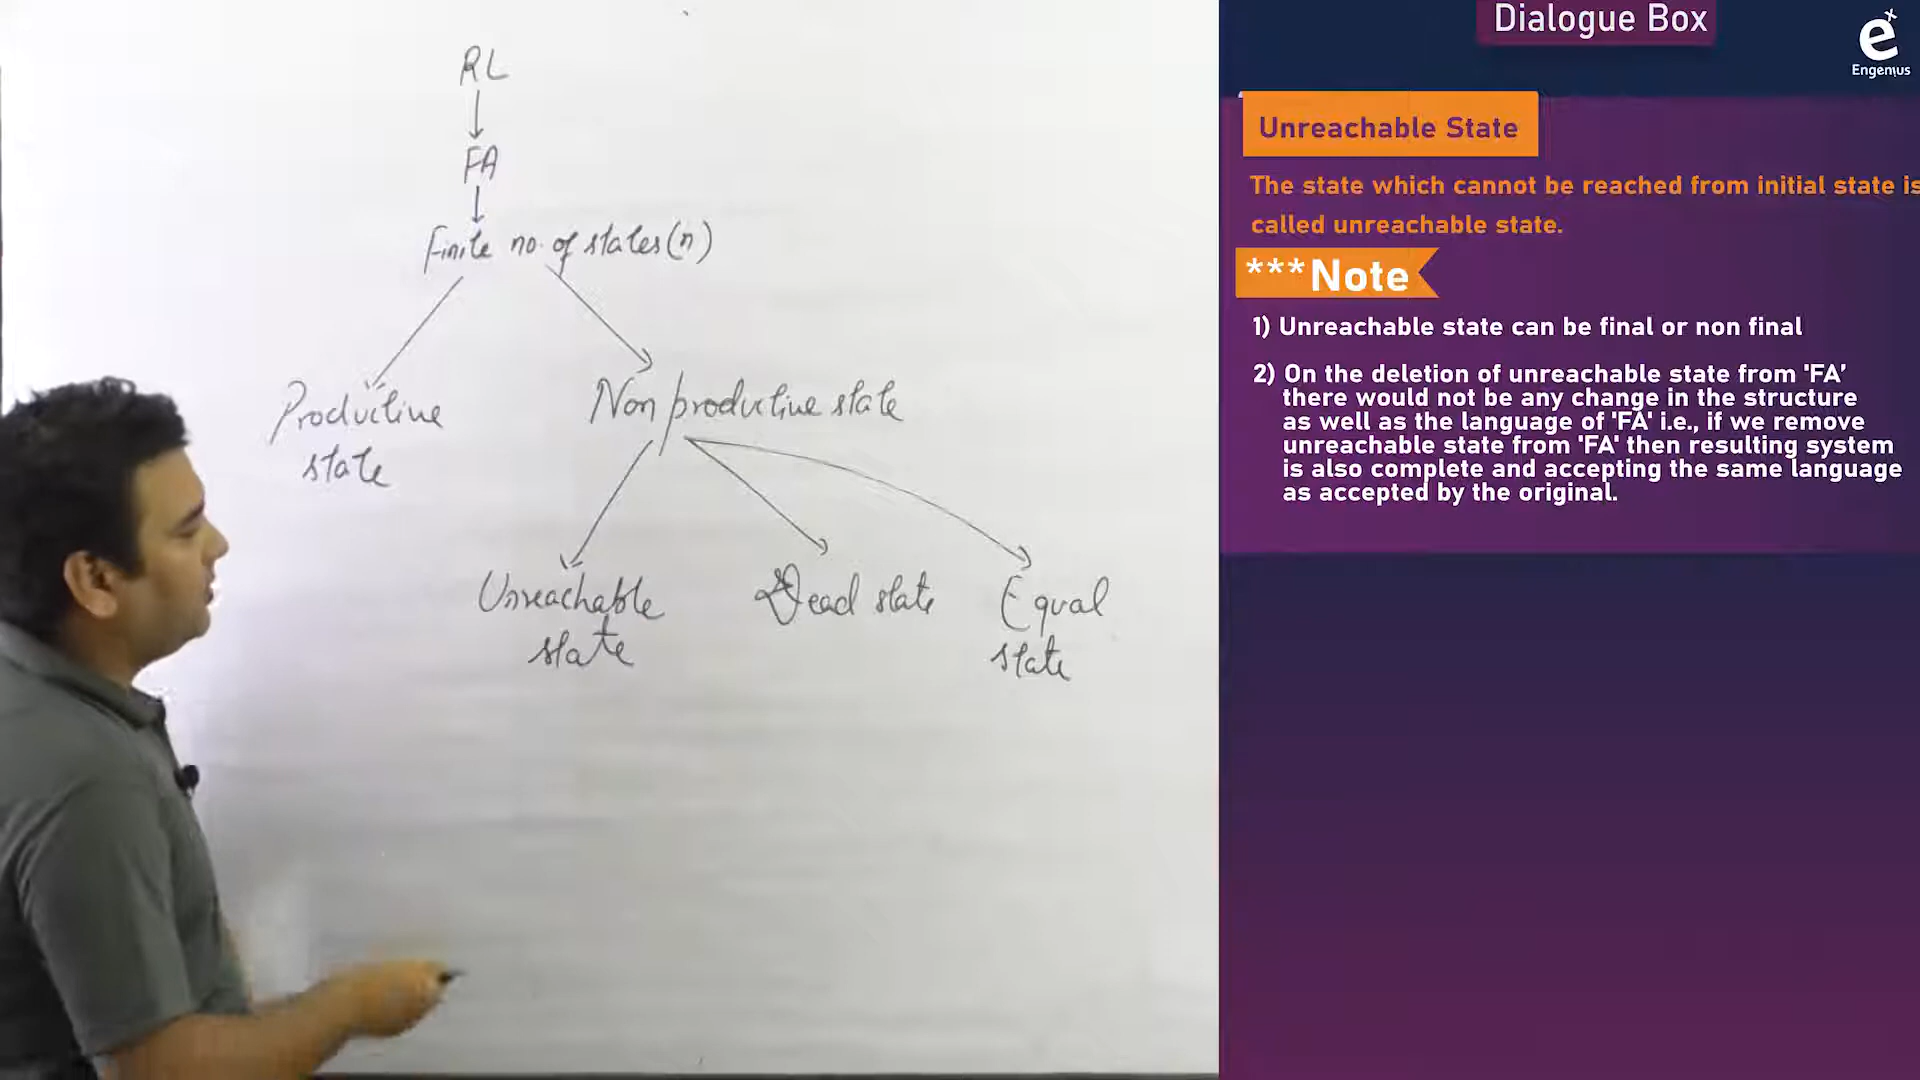 RL
FA
Finite no. of states (n)
Productive
state
Non productive state
Unreachable
state
Dead state
Equal
state
Dialogue Box
ex
Engenius
Unreachable State
The state which cannot be reached from initial state is
called unreachable state.
***Note
1) Unreachable state can be final or non final
2) On the deletion of unreachable state from 'FA'
there would not be any change in the structure
as well as the language of 'FA' i.e., if we remove
unreachable state from 'FA' then resulting system
is also complete and accepting the same language
as accepted by the original.